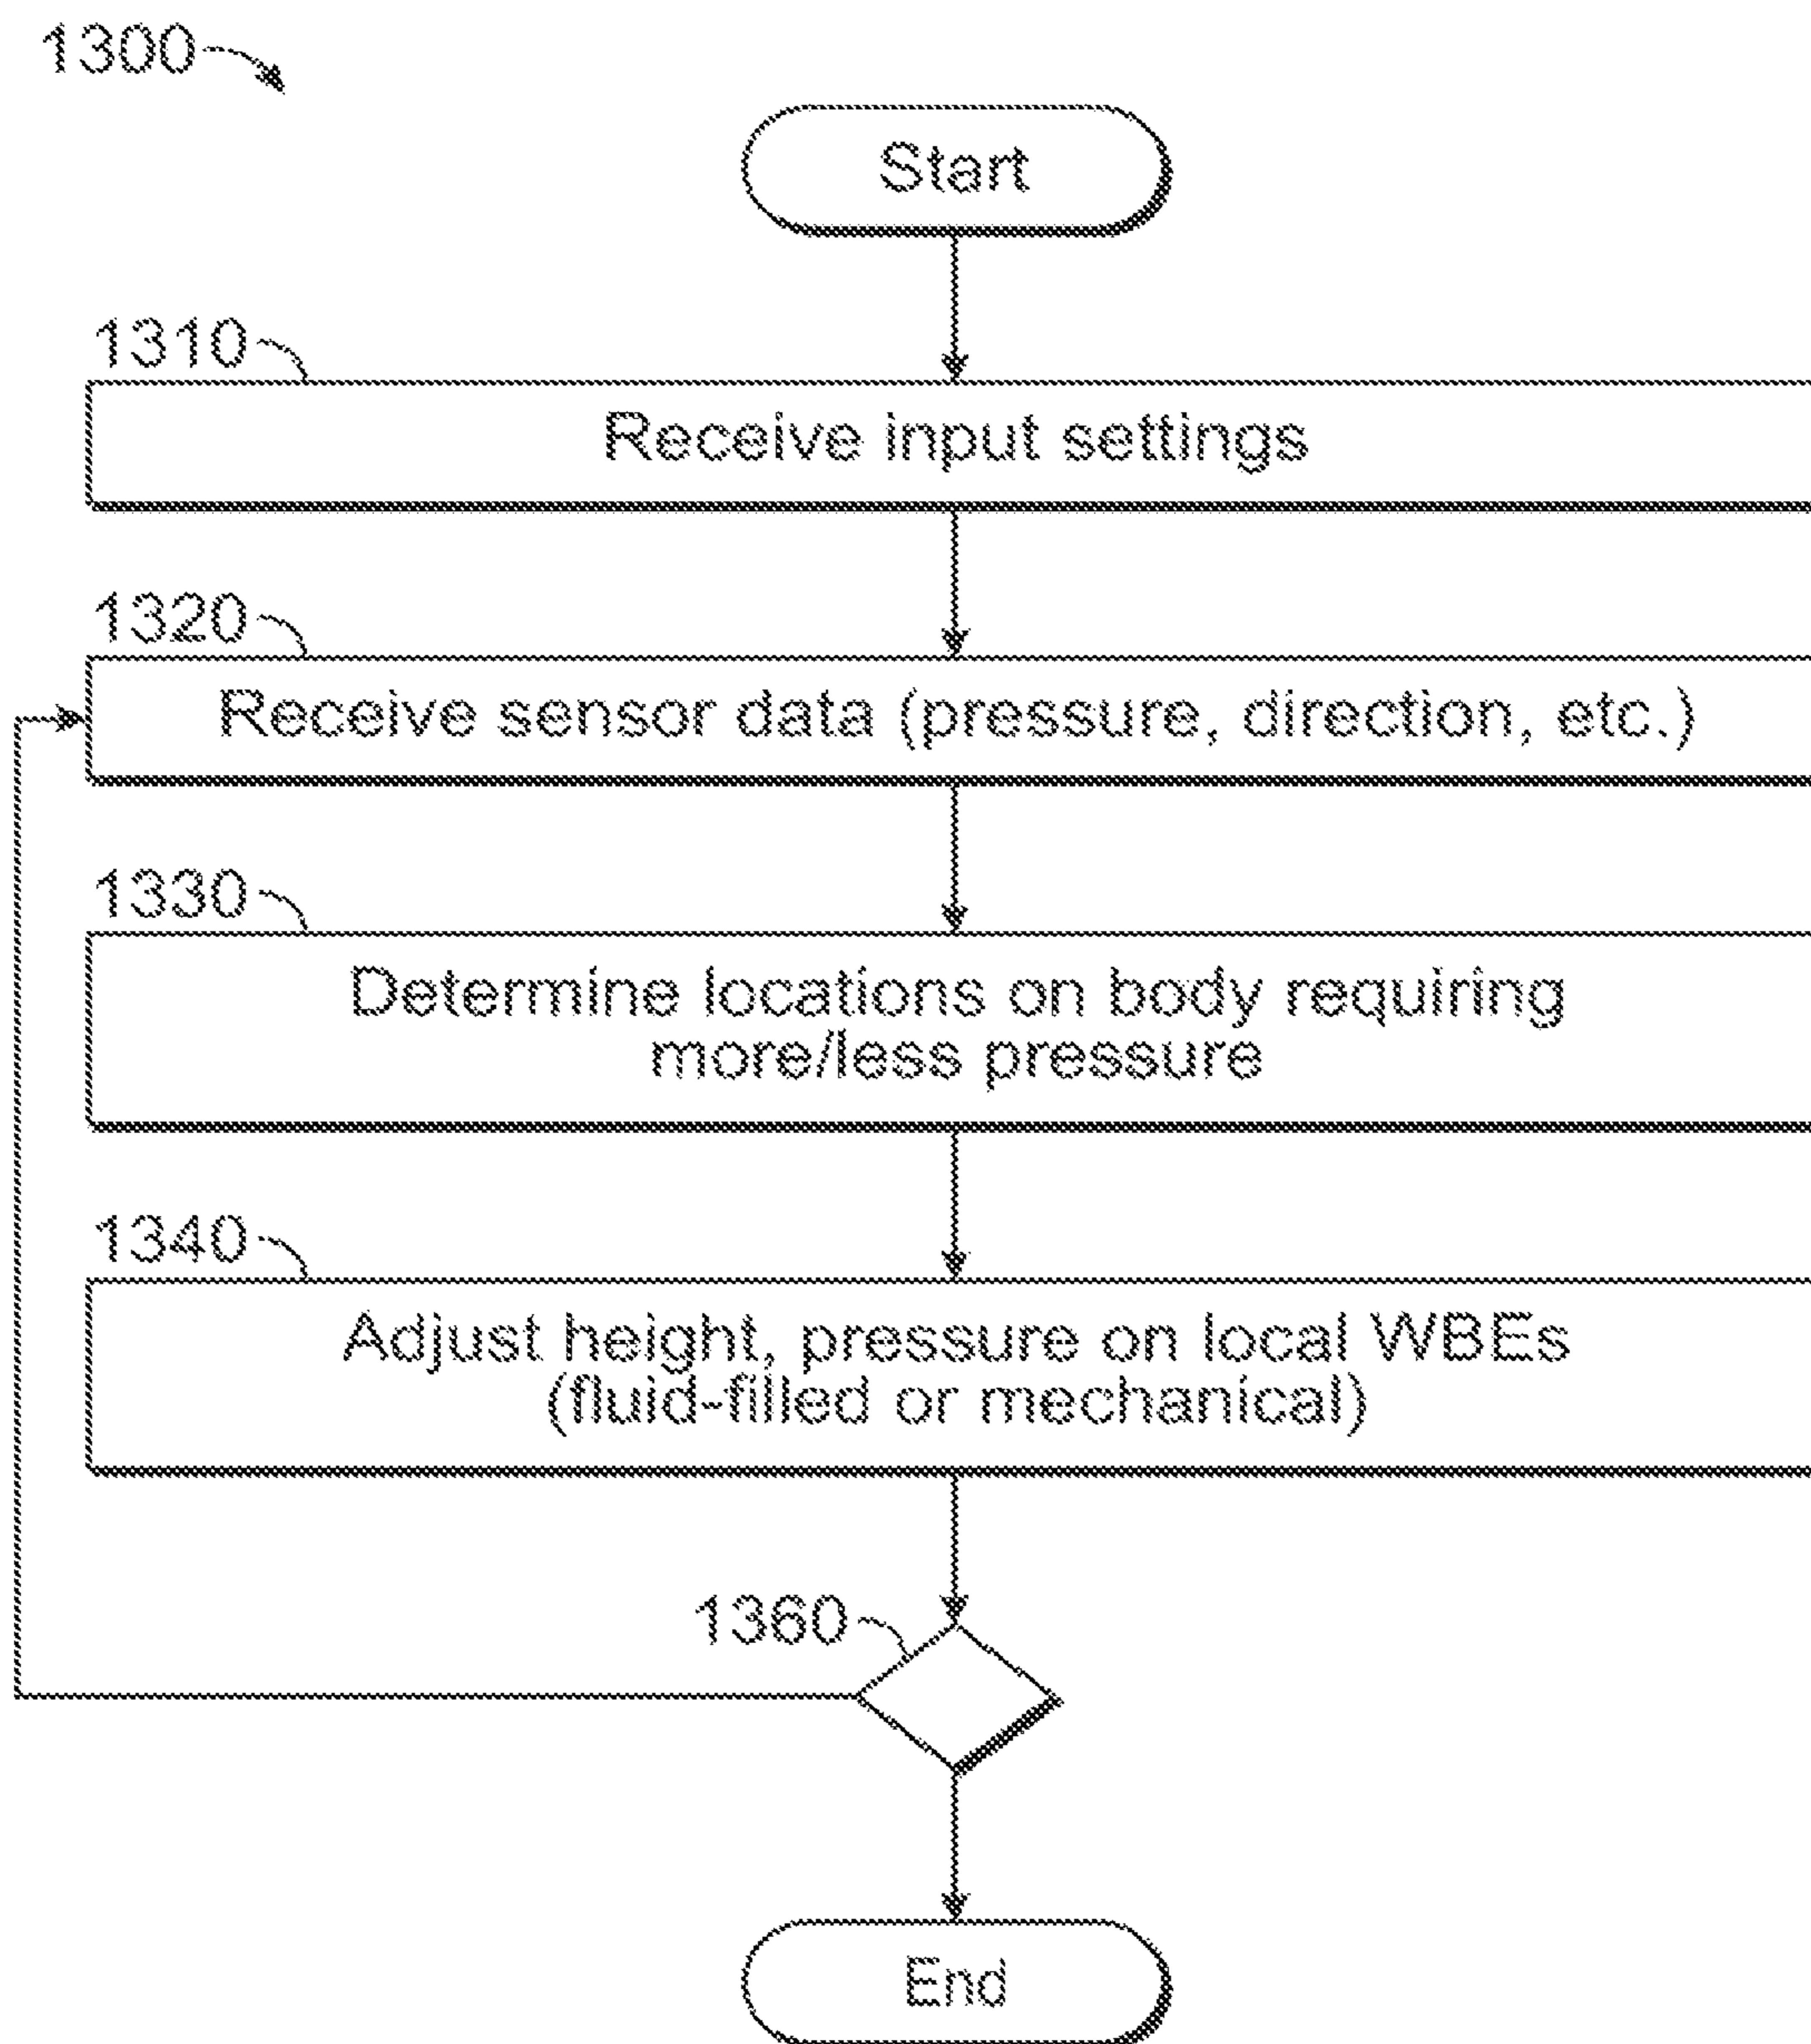 1300
Start
1310
Receive input settings
1320
Receive sensor data (pressure, direction, etc.)
1330
Determine locations on body requiring
more/less pressure
1340
Adjust height, pressure on local WBEs
(fluid-filled or mechanical)
1360
End